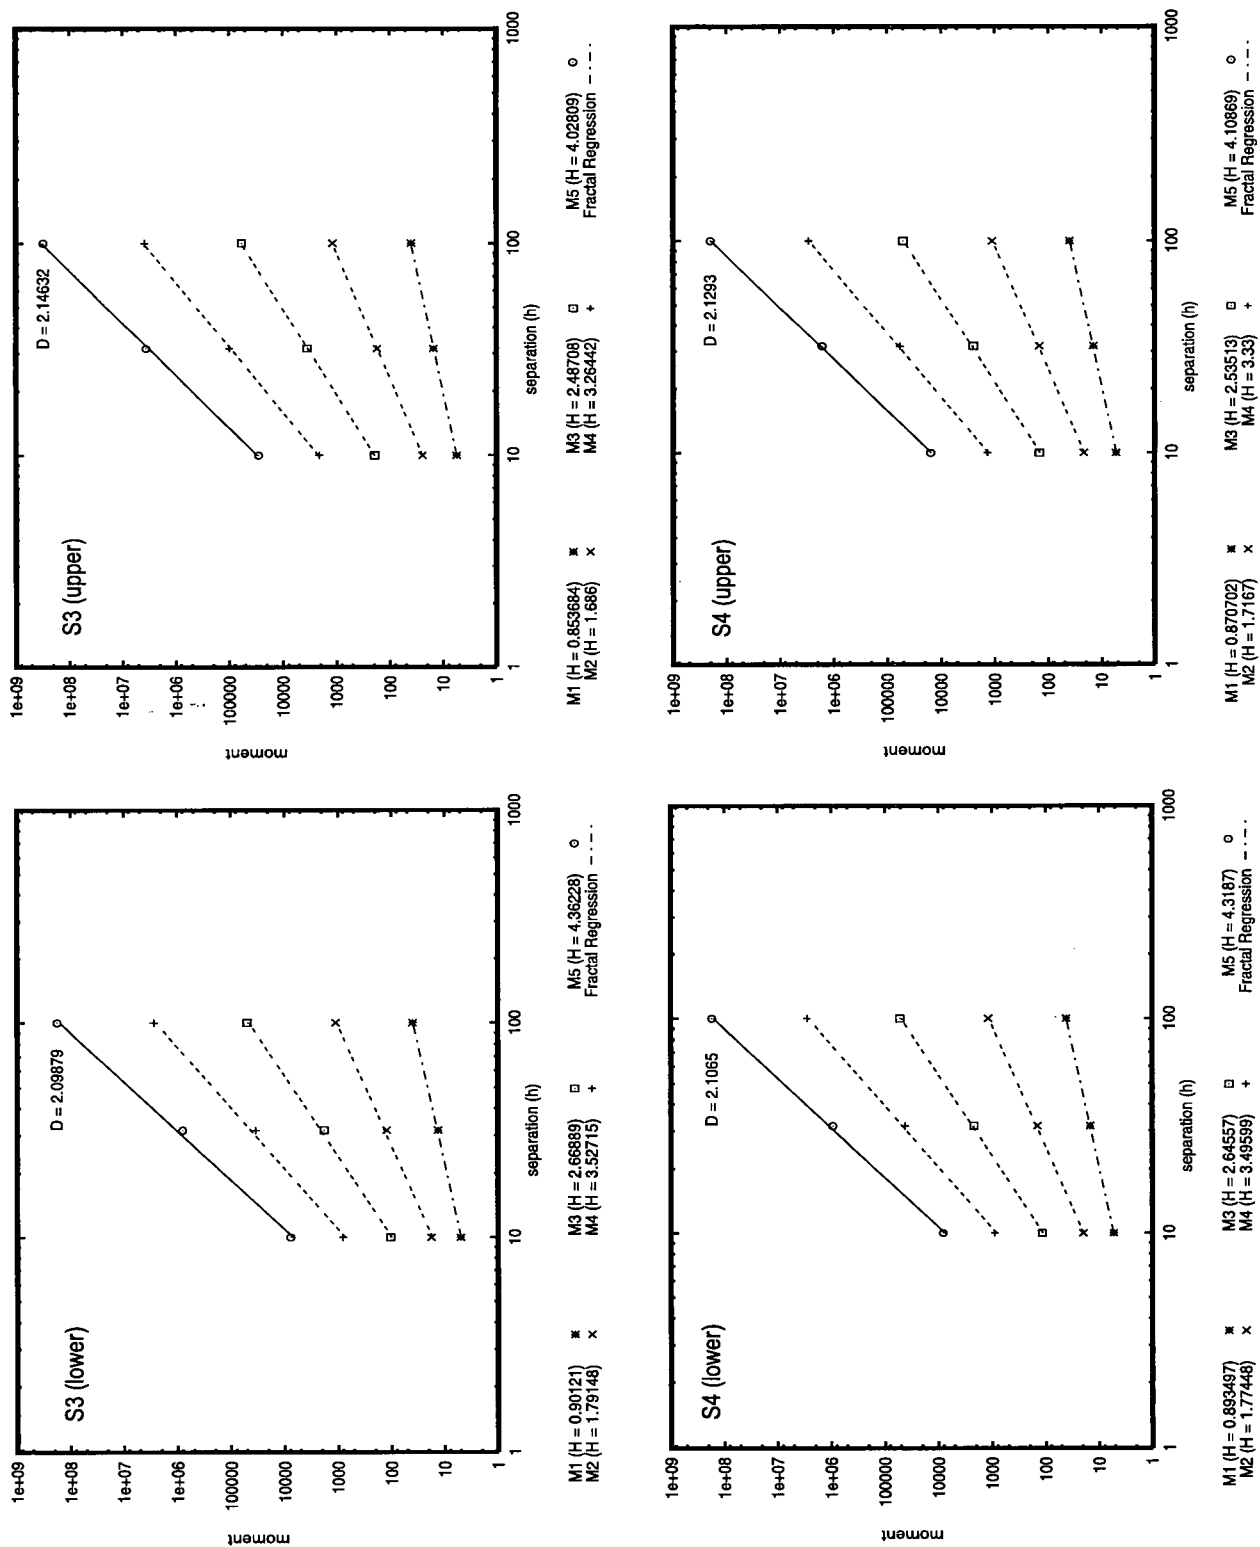 S3 (lower)
D = 2.09879
1e+09
1e+08
1e+07
1e+06
100000
10000
1000
100
10
1
moment
1
10
100
1000
separation (h)
M1 (H = 0.90121)
M2 (H = 1.79148)
M3 (H = 2.66889)
M4 (H = 3.52715)
M5 (H = 4.36228)
Fractal Regression
S3 (upper)
D = 2.14632
1e+09
1e+08
1e+07
1e+06
100000
10000
1000
100
10
1
moment
1
10
100
1000
separation (h)
M1 (H = 0.853684)
M2 (H = 1.686)
M3 (H = 2.48708)
M4 (H = 3.26442)
M5 (H = 4.02809)
Fractal Regression
S4 (lower)
D = 2.1065
1e+09
1e+08
1e+07
1e+06
100000
10000
1000
100
10
1
moment
1
10
100
1000
separation (h)
M1 (H = 0.893497)
M2 (H = 1.77448)
M3 (H = 2.64557)
M4 (H = 3.49599)
M5 (H = 4.3187)
Fractal Regression
S4 (upper)
D = 2.1293
1e+09
1e+08
1e+07
1e+06
100000
10000
1000
100
10
1
moment
1
10
100
1000
separation (h)
M1 (H = 0.870702)
M2 (H = 1.7167)
M3 (H = 2.53513)
M4 (H = 3.33)
M5 (H = 4.10869)
Fractal Regression